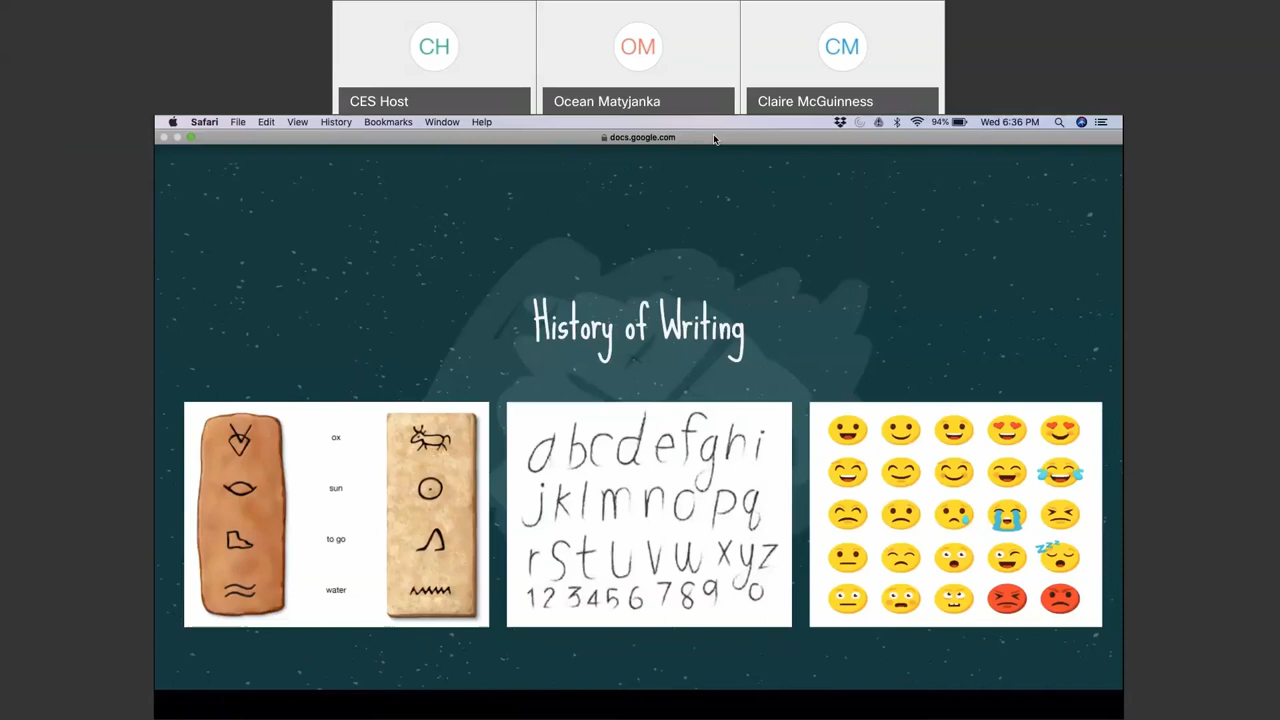 CH
OM
CM
CES Host
Ocean Matyjanka
Claire McGuinness
Safari File Edit View History Bookmarks Window Help 94% Wed 6:36 PM
docs.google.com
History of Writing
ox
sun
to go
water
abcdefghi
jklmnopq
rstuvwxyz
1234567890